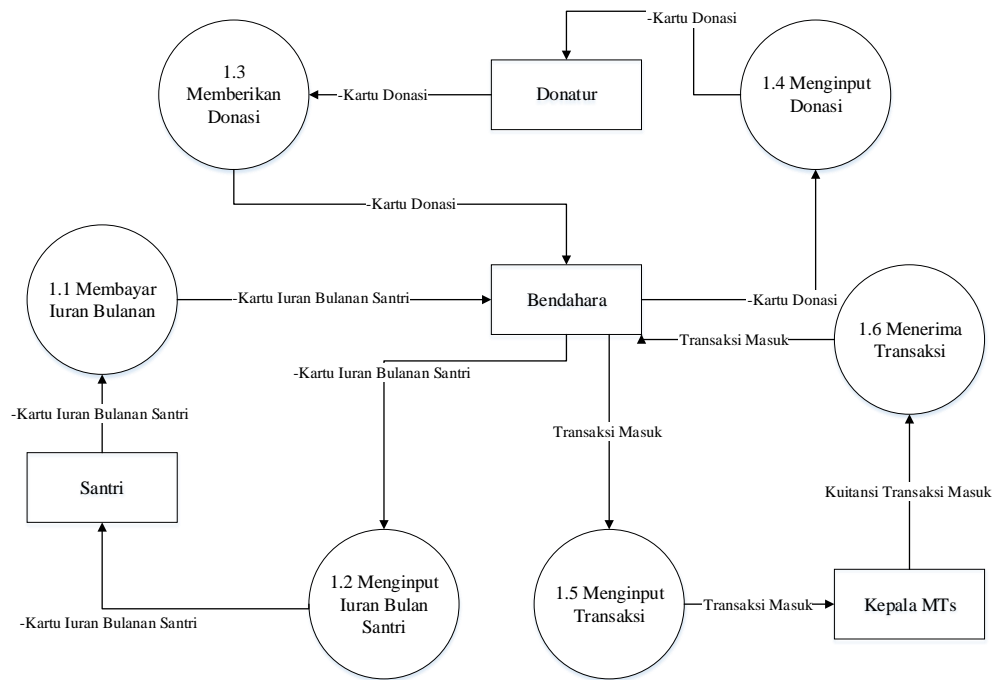 -Kartu Donasi
1.3
Memberikan
Donasi
-Kartu Donasi
Donatur
1.4 Menginput
Donasi
-Kartu Donasi
1.1 Membayar
Iuran Bulanan
-Kartu Iuran Bulanan Santri
Bendahara
-Kartu Donasi
1.6 Menerima
Transaksi
Transaksi Masuk
-Kartu Iuran Bulanan Santri
-Kartu Iuran Bulanan Santri
Transaksi Masuk
Santri
Kuitansi Transaksi Masuk
1.2 Menginput
Iuran Bulan
Santri
1.5 Menginput
Transaksi
Transaksi Masuk
Kepala MTs
-Kartu Iuran Bulanan Santri